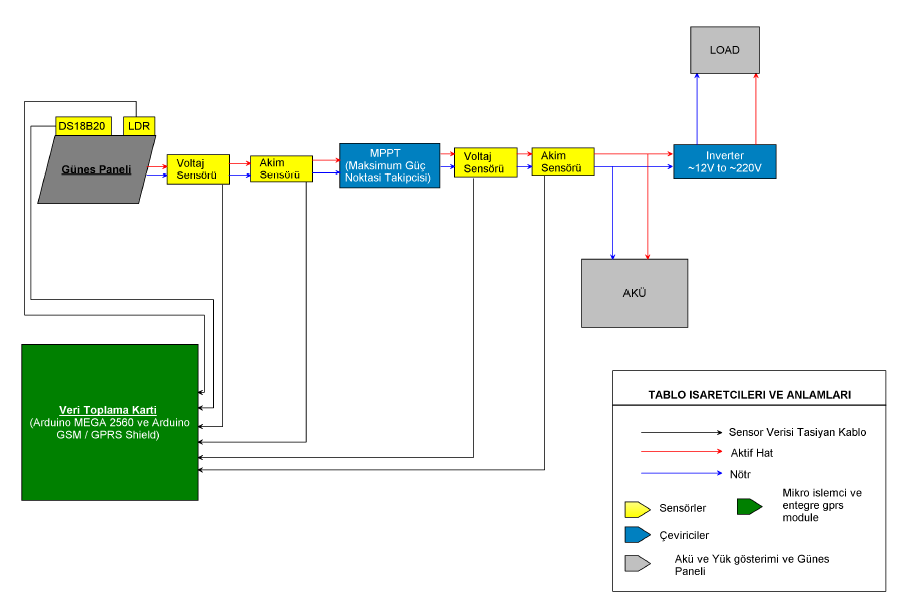 LOAD
DS18B20
LDR
Günes Paneli
Voltaj
Sensörü
Akim
Sensörü
MPPT
(Maksimum Güç
Noktasi Takipcisi)
Voltaj
Sensörü
Akim
Sensörü
Inverter
~12V to ~220V
AKÜ
Veri Toplama Karti
(Arduino MEGA 2560 ve Arduino
GSM / GPRS Shield)
TABLO ISARETCILERI VE ANLAMLARI
Sensor Verisi Tasiyan Kablo
Aktif Hat
Nötr
Sensörler
Mikro islemci ve
entegre gprs
module
Çeviriciler
Akü ve Yük gösterimi ve Günes
Paneli